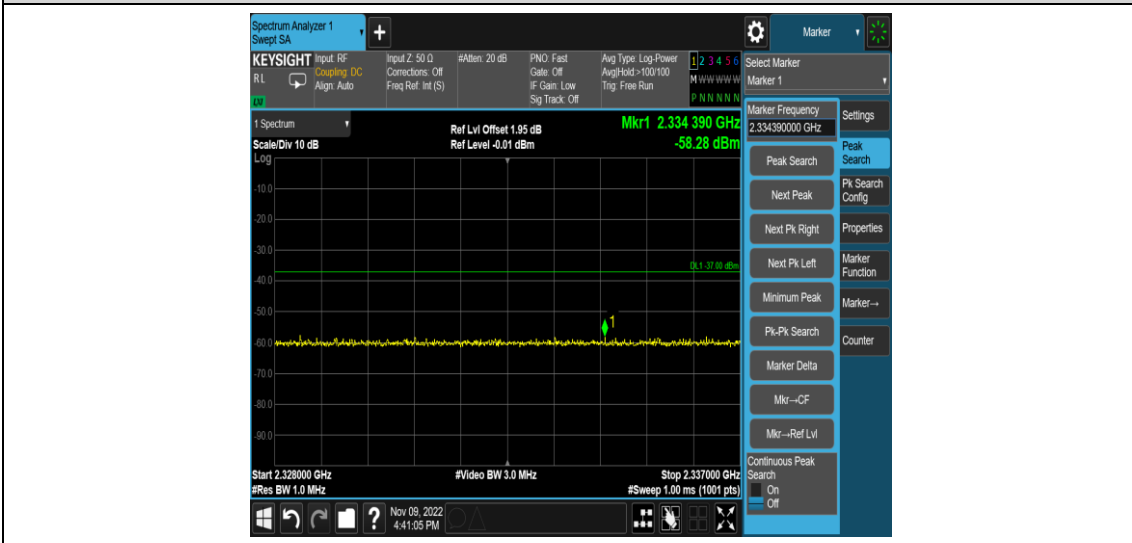 Spectrum Analyzer 1
Swept SA
+
Marker
KEYSIGHT
RL
LXI
Input: RF
Coupling: DC
Align: Auto
Input Z: 50 Ω
Corrections: Off
Freq Ref: Int (S)
#Atten: 20 dB
PNO: Fast
Gate: Off
IF Gain: Low
Sig Track: Off
Avg Type: Log-Power
Avg|Hold:>100/100
Trig: Free Run
1 2 3 4 5 6
M W W W W W
P N N N N N
Select Marker
Marker 1
1 Spectrum
Scale/Div 10 dB
Log
Ref Lvl Offset 1.95 dB
Ref Level -0.01 dBm
Mkr1 2.334 390 GHz
-58.28 dBm
-10.0
-20.0
-30.0
DL1 -37.00 dBm
-40.0
-50.0
1
-60.0
-70.0
-80.0
-90.0
Start 2.328000 GHz
#Res BW 1.0 MHz
#Video BW 3.0 MHz
Stop 2.337000 GHz
#Sweep 1.00 ms (1001 pts)
Marker Frequency
2.334390000 GHz
Peak Search
Next Peak
Next Pk Right
Next Pk Left
Minimum Peak
Pk-Pk Search
Marker Delta
Mkr→CF
Mkr→Ref Lvl
Continuous Peak
Search
On
Off
Settings
Peak
Search
Pk Search
Config
Properties
Marker
Function
Marker→
Counter
?
Nov 09, 2022
4:41:05 PM